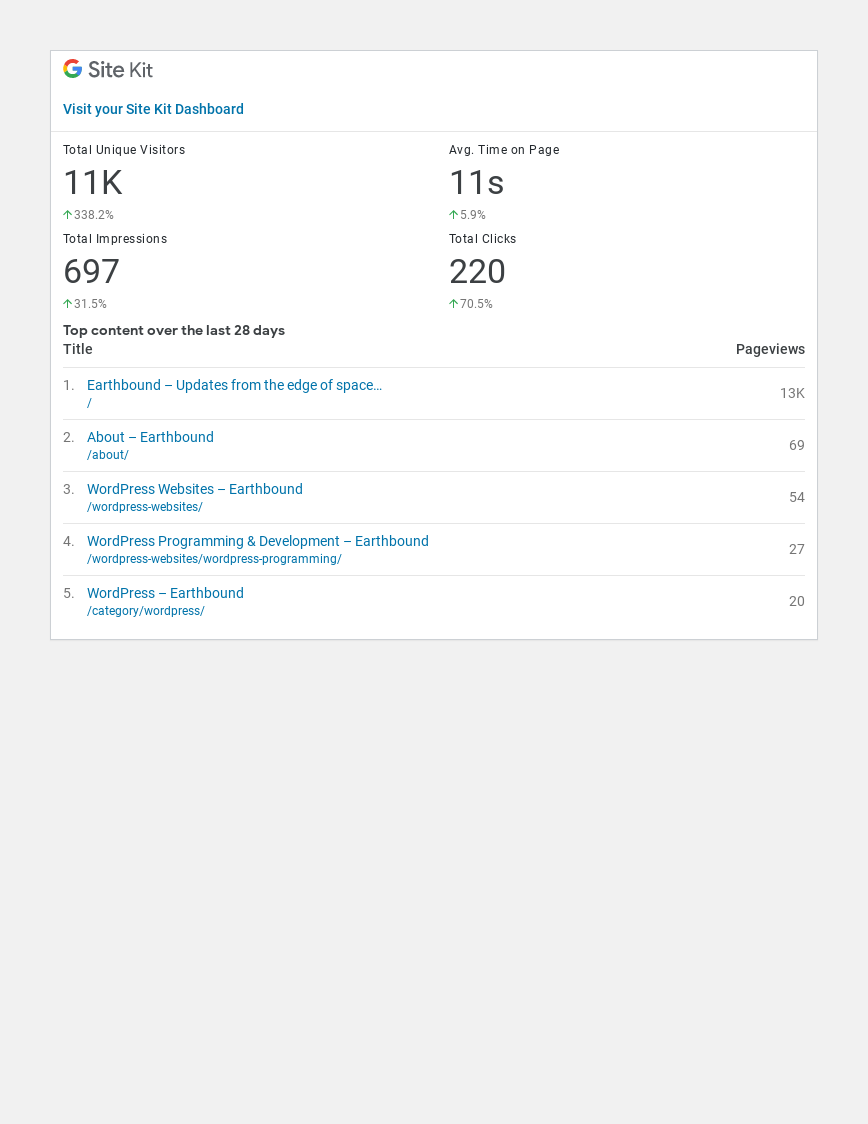 Site Kit
Visit your Site Kit Dashboard
Total Unique Visitors
11K
↑338.2%
Avg. Time on Page
11s
↑5.9%
Total Impressions
697
↑31.5%
Total Clicks
220
↑70.5%
Top content over the last 28 days
Title Pageviews
1. Earthbound – Updates from the edge of space… 13K
/
2. About – Earthbound 69
/about/
3. WordPress Websites – Earthbound 54
/wordpress-websites/
4. WordPress Programming & Development – Earthbound 27
/wordpress-websites/wordpress-programming/
5. WordPress – Earthbound 20
/category/wordpress/